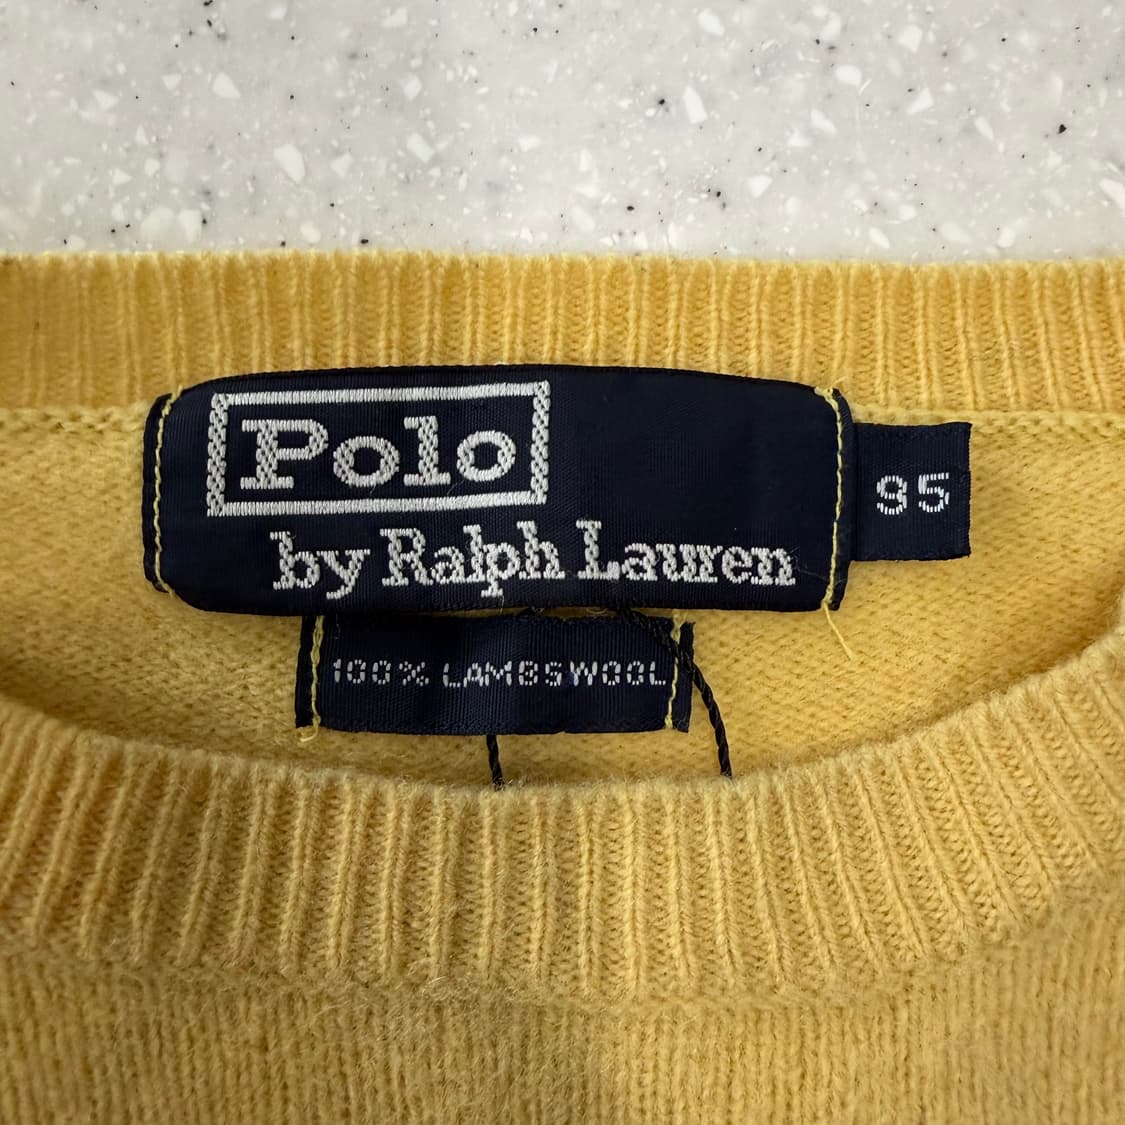 Polo
by Ralph Lauren
95
100% LAMBSWOOL